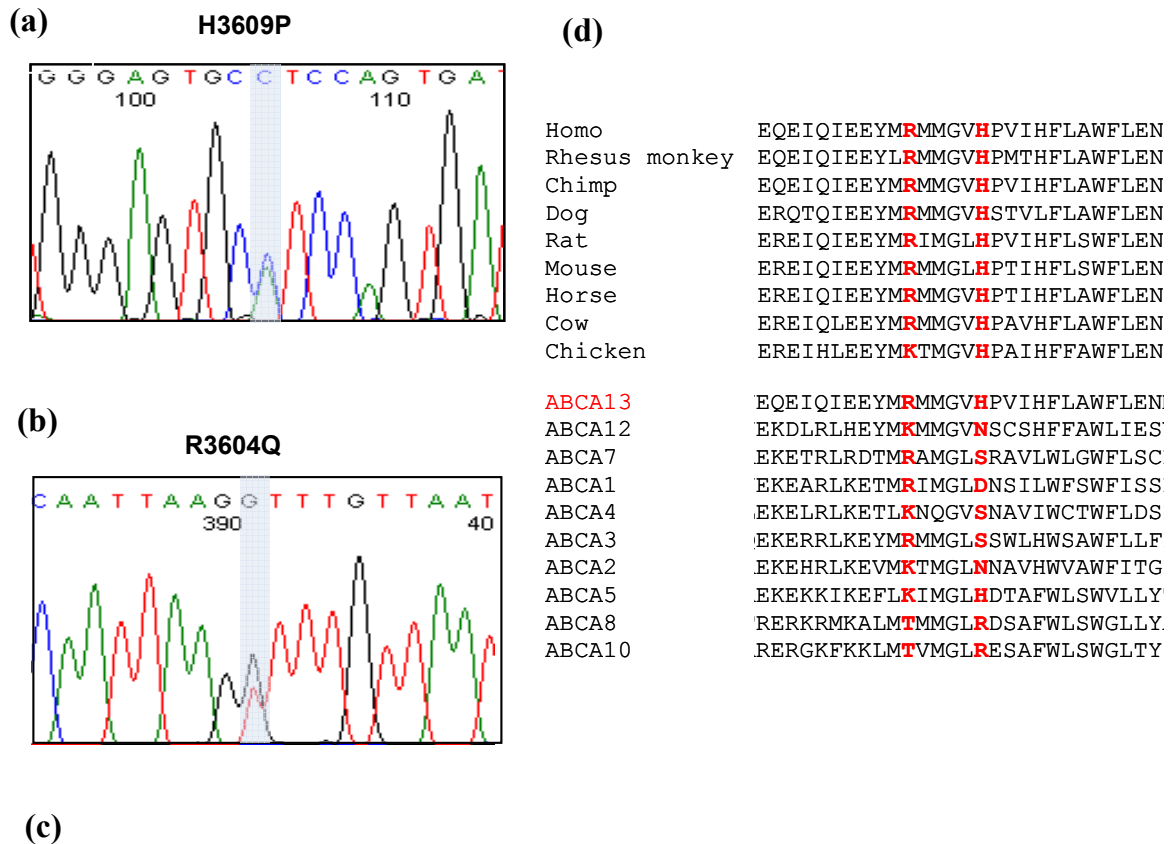 (a)
H3609P
G G G A G T G C C T C C A G T G A T
100 110
(b)
R3604Q
C A A T T A A G G T T T G T T A A T
390 40
(c)
(d)
Homo EQEIQIEEYMRMMGVHPVIHFLAWFLEN
Rhesus monkey EQEIQIEEYLRMMGVHPMTHFLAWFLEN
Chimp EQEIQIEEYMRMMGVHPVIHFLAWFLEN
Dog ERQTQIEEYMRMMGVHSTVLFLAWFLEN
Rat EREIQIEEYMRIMGLHPVIHFLSWFLEN
Mouse EREIQIEEYMRMMGLHPTIHFLSWFLEN
Horse EREIQIEEYMRMMGVHPTIHFLAWFLEN
Cow EREIQLEEYMRMMGVHPAVHFLAWFLEN
Chicken EREIHLEEYMKTMGVHPAIHFFAWFLEN
ABCA13 EQEIQIEEYMRMMGVHPVIHFLAWFLEN
ABCA12 EKDLRLHEYMKMMGVNSCSHFFAWLIES
ABCA7 EKETRLRDTMRAMGLSRAVLWLGWFLSC
ABCA1 EKEARLKETMRIMGLDNSILWFSWFISS
ABCA4 EKELRLKETLKNQGVSNAVIWCTWFLDS
ABCA3 EKERRLKEYMRMMGLSSWLHWSAWFLLF
ABCA2 EKEHRLKEVMKTMGLNNAVHWVAWFITG
ABCA5 EKEKKIKEFLKIMGLHDTAFWLSWVLLY
ABCA8 RERKRMKALMTMMGLRDSAFWLSWGLLY
ABCA10 RERGKFKKLMTVMGLRESAFWLSWGLTY